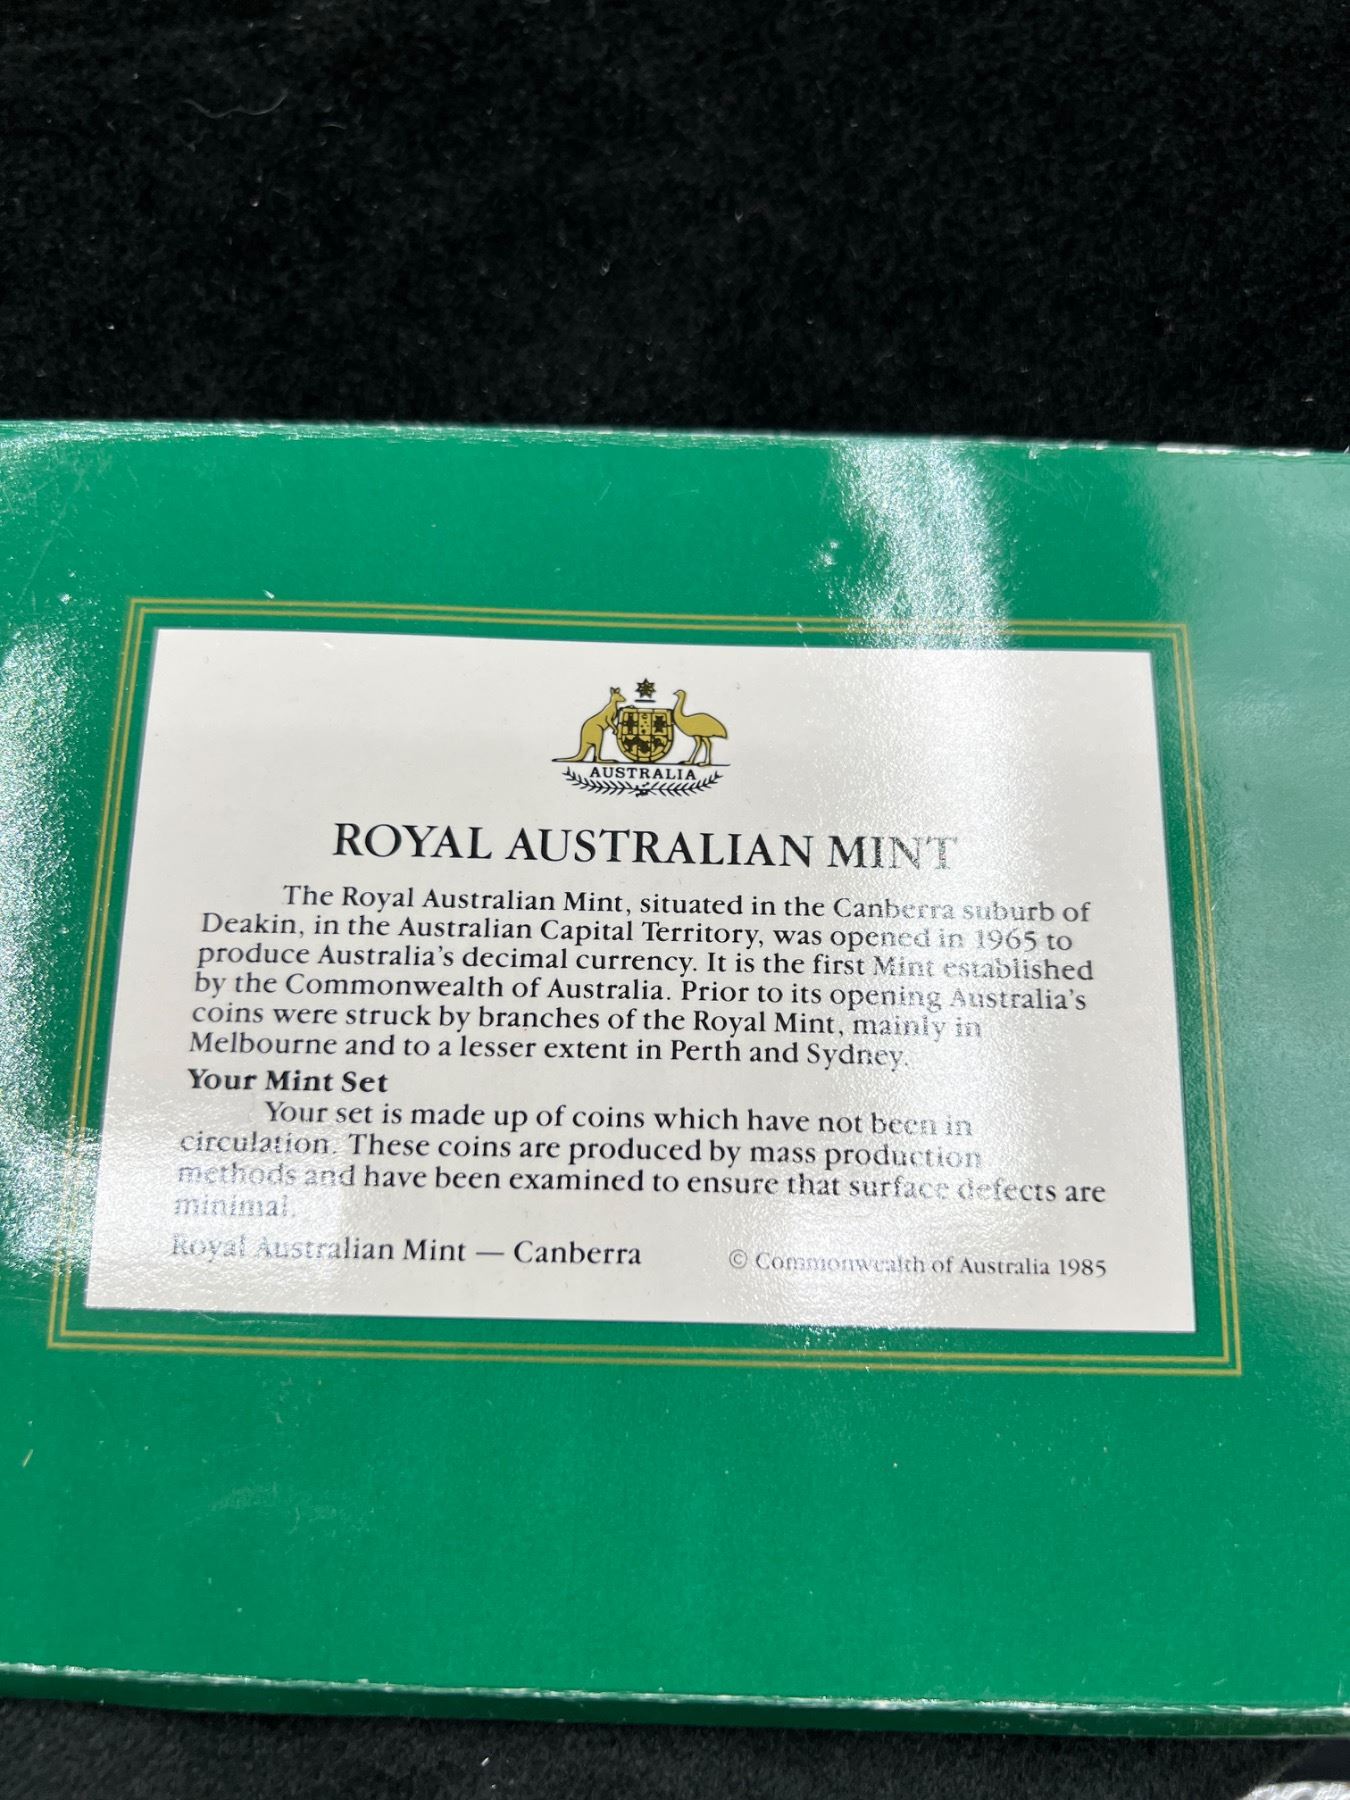 AUSTRALIA
ROYAL AUSTRALIAN MINT
The Royal Australian Mint, situated in the Canberra suburb of
Deakin, in the Australian Capital Territory, was opened in 1965 to
produce Australia's decimal currency. It is the first Mint established
by the Commonwealth of Australia. Prior to its opening Australia's
coins were struck by branches of the Royal Mint, mainly in
Melbourne and to a lesser extent in Perth and Sydney.
Your Mint Set
Your set is made up of coins which have not been in
circulation. These coins are produced by mass production
methods and have been examined to ensure that surface defects are
minimal.
Royal Australian Mint — Canberra © Commonwealth of Australia 1985